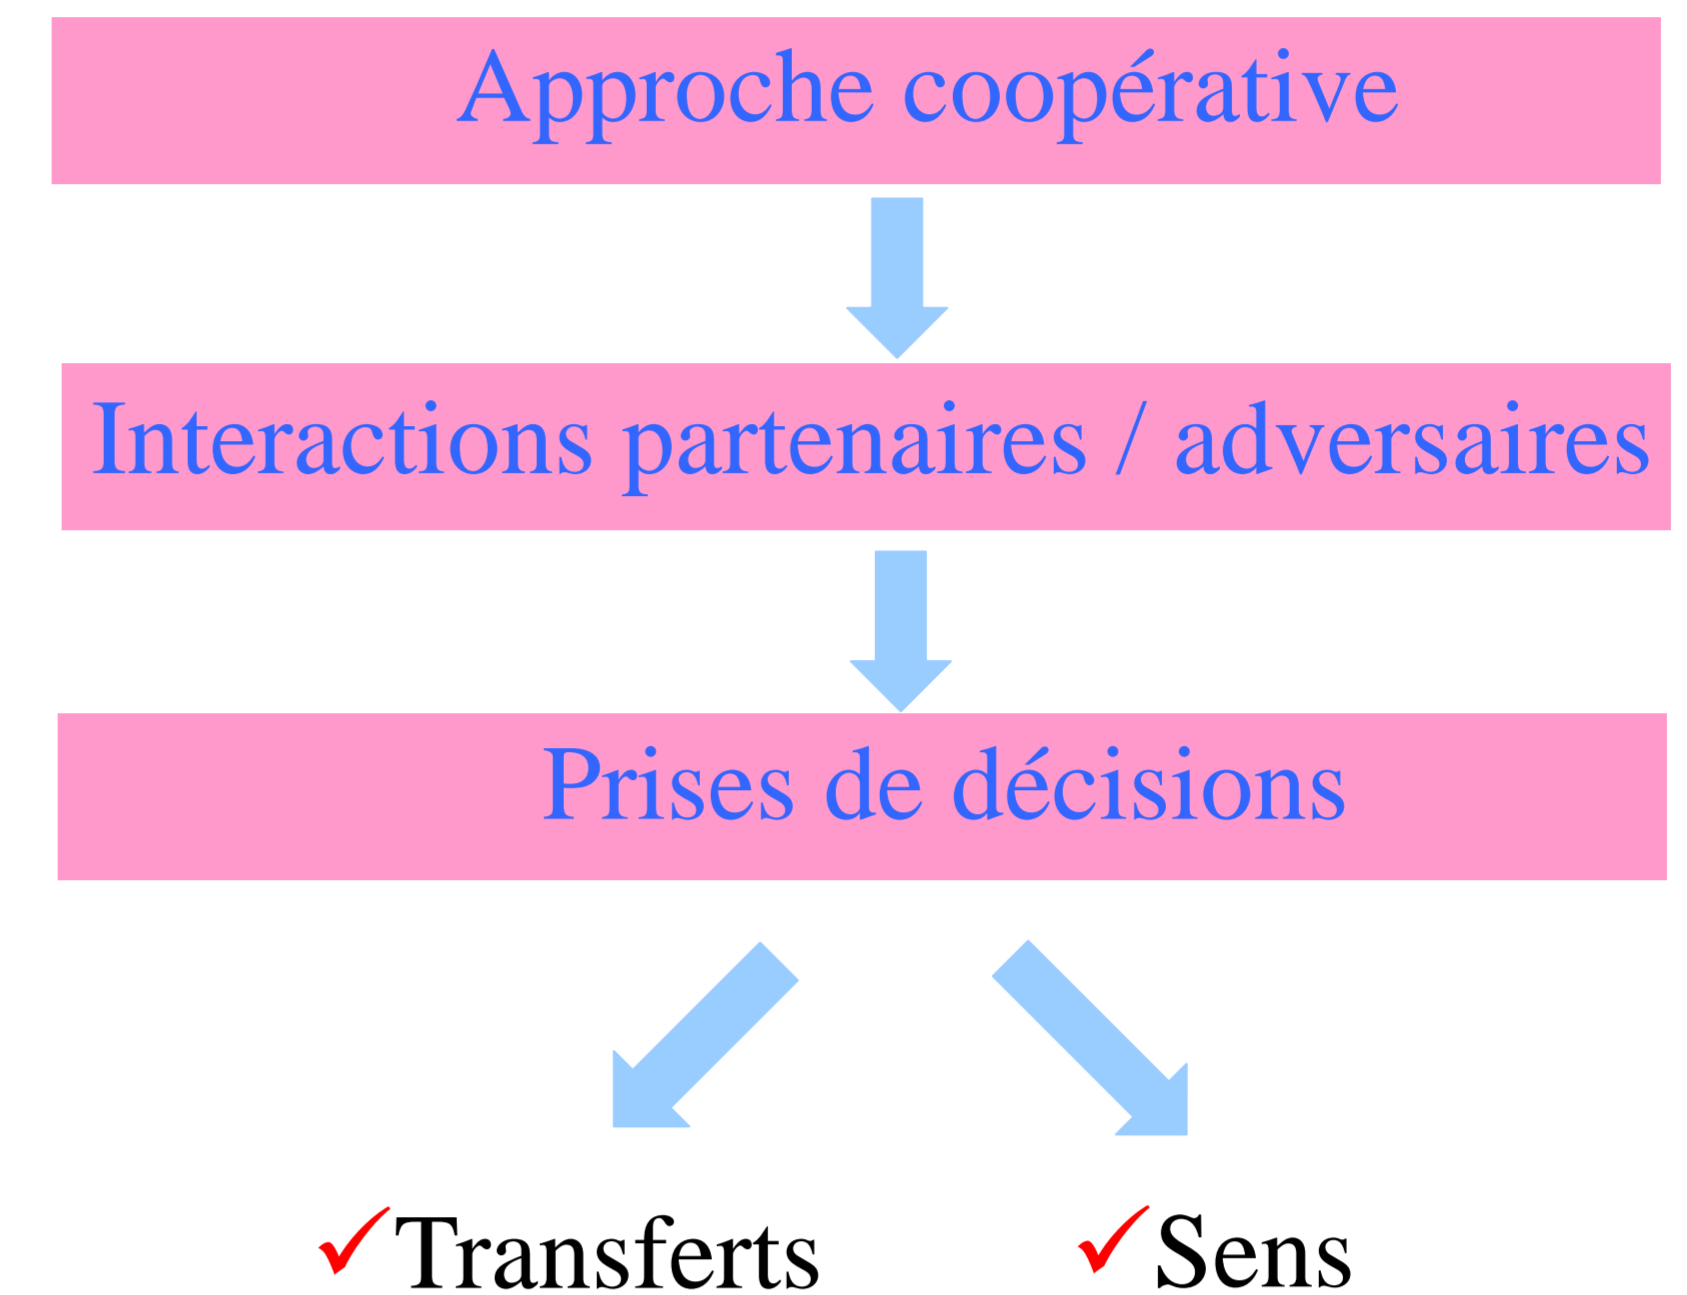 Approche coopérative
Interactions partenaires / adversaires
Prises de décisions
Transferts
Sens